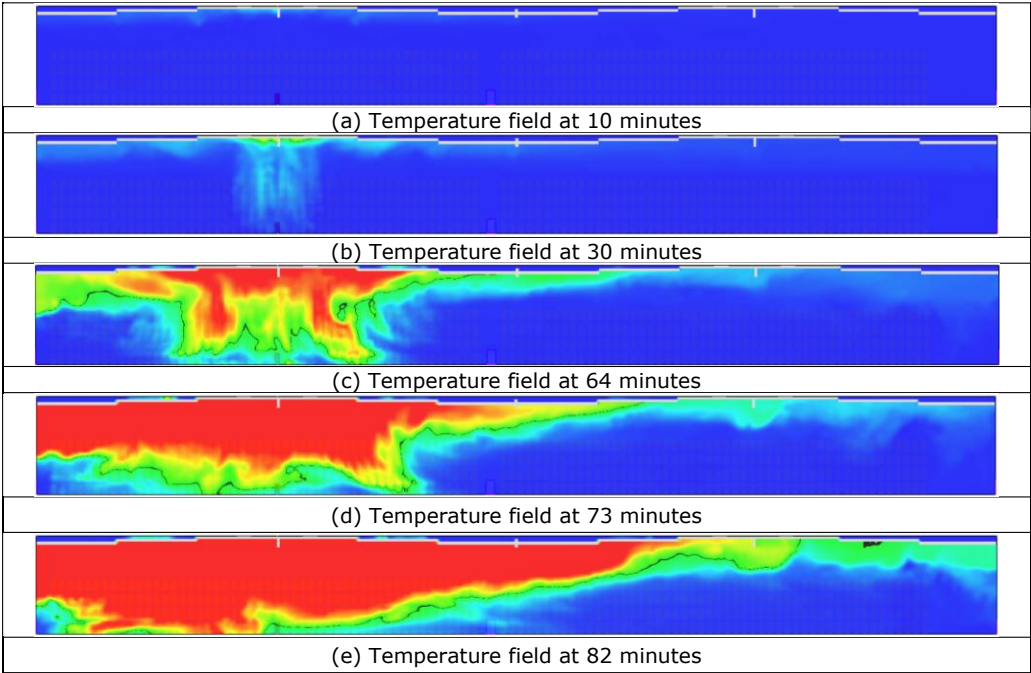 (a) Temperature field at 10 minutes
(b) Temperature field at 30 minutes
(c) Temperature field at 64 minutes
(d) Temperature field at 73 minutes
(e) Temperature field at 82 minutes